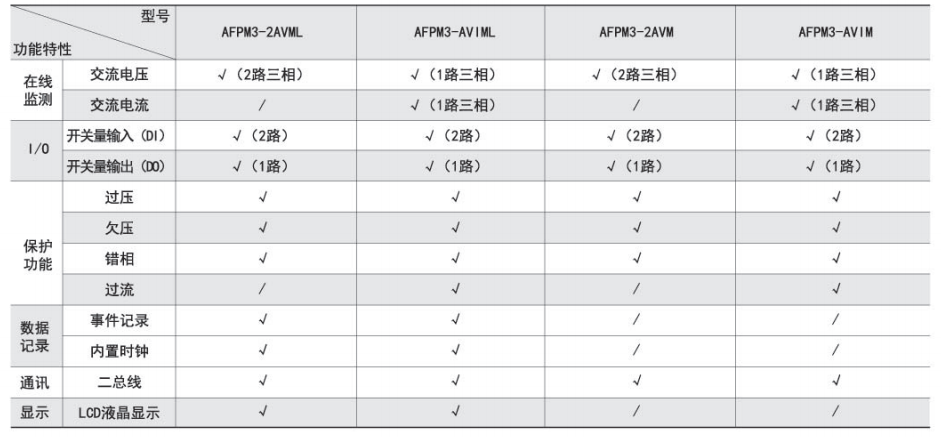 型号
功能特性 AFPM3-2AVML AFPM3-AVIML AFPM3-2AVM AFPM3-AVIM
在线监测 交流电压 √（2路三相） √（1路三相） √（2路三相） √（1路三相）
交流电流 / √（1路三相） / √（1路三相）
I/O 开关量输入（DI） √（2路） √（2路） √（2路） √（2路）
开关量输出（DO） √（1路） √（1路） √（1路） √（1路）
保护功能 过压 √ √ √ √
欠压 √ √ √ √
错相 √ √ √ √
过流 / √ / √
数据记录 事件记录 √ √ / /
内置时钟 √ √ / /
通讯 二总线 √ √ √ √
显示 LCD液晶显示 √ √ / /